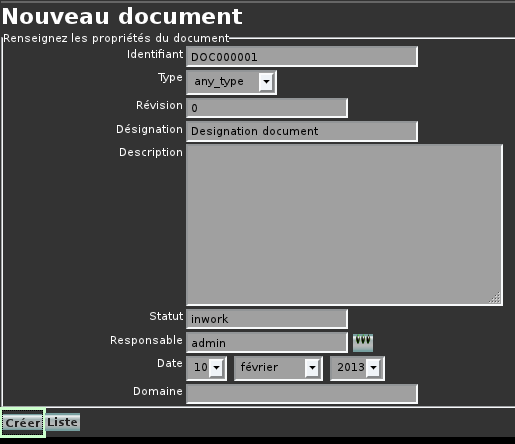 Nouveau document
Renseignez les propriétés du document
Identifiant DOC000001
Type any_type
Révision 0
Désignation Designation document
Description
Statut inwork
Responsable admin
Date 10 février 2013
Domaine
Créer Liste